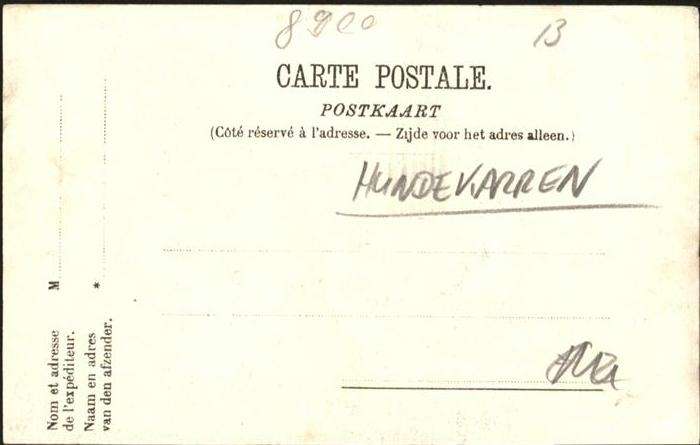 8900
13
CARTE POSTALE.
POSTKAART
(Côté réservé à l'adresse. — Zijde voor het adres alleen.)
HUNDEKARREN
M
*
Nom et adresse
de l'expéditeur.
Naam en adres
van den afzender.